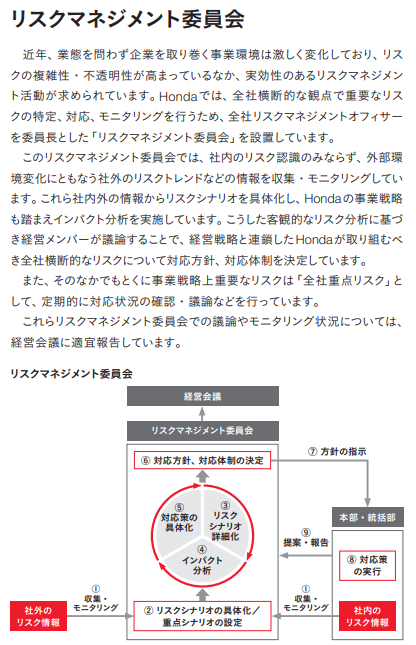 リスクマネジメント委員会
近年、業態を問わず企業を取り巻く事業環境は激しく変化しており、リス
クの複雑性・不透明性が高まっているなか、実効性のあるリスクマネジメン
ト活動が求められています。Hondaでは、全社横断的な観点で重要なリス
クの特定、対応、モニタリングを行うため、全社リスクマネジメントオフィサー
を委員長とした「リスクマネジメント委員会」を設置しています。
このリスクマネジメント委員会では、社内のリスク認識のみならず、外部環
境変化にともなう社外のリスクトレンドなどの情報を収集・モニタリングしてい
ます。これら社内外の情報からリスクシナリオを具体化し、Hondaの事業戦略
も踏まえインパクト分析を実施しています。こうした客観的なリスク分析に基づ
き経営メンバーが議論することで、経営戦略と連鎖したHondaが取り組むべ
き全社横断的なリスクについて対応方針、対応体制を決定しています。
また、そのなかでもとくに事業戦略上重要なリスクは「全社重点リスク」と
して、定期的に対応状況の確認・議論などを行っています。
これらリスクマネジメント委員会での議論やモニタリング状況については、
経営会議に適宜報告しています。
リスクマネジメント委員会
経営会議
リスクマネジメント委員会
⑥ 対応方針、対応体制の決定
⑦ 方針の指示
⑤
対応策の
具体化
③
リスク
シナリオ
詳細化
④
インパクト
分析
本部・統括部
⑨
提案・報告
⑧ 対応策
の実行
①
収集・
モニタリング
② リスクシナリオの具体化／
重点シナリオの設定
①
収集・
モニタリング
社外の
リスク情報
社内の
リスク情報